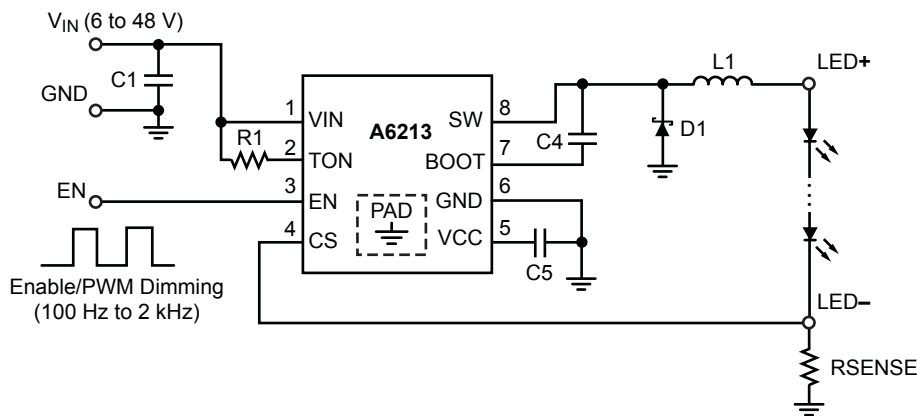 V_IN (6 to 48 V)
C1
GND
R1
EN
Enable/PWM Dimming
(100 Hz to 2 kHz)
1
2
3
4
VIN
TON
EN
CS
A6213
PAD
SW
BOOT
GND
VCC
8
7
6
5
C4
C5
D1
L1
LED+
LED–
RSENSE